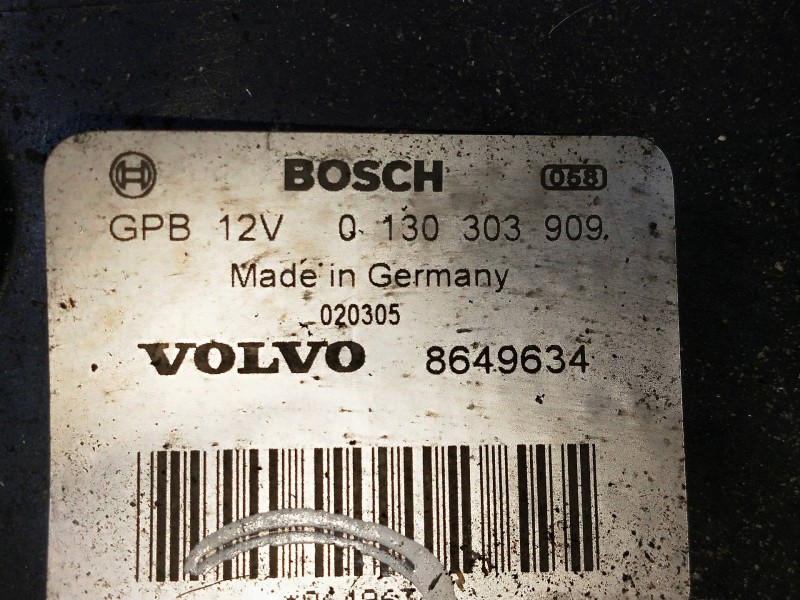 BOSCH 058
GPB 12V 0 130 303 909
Made in Germany
020305
VOLVO 8649634